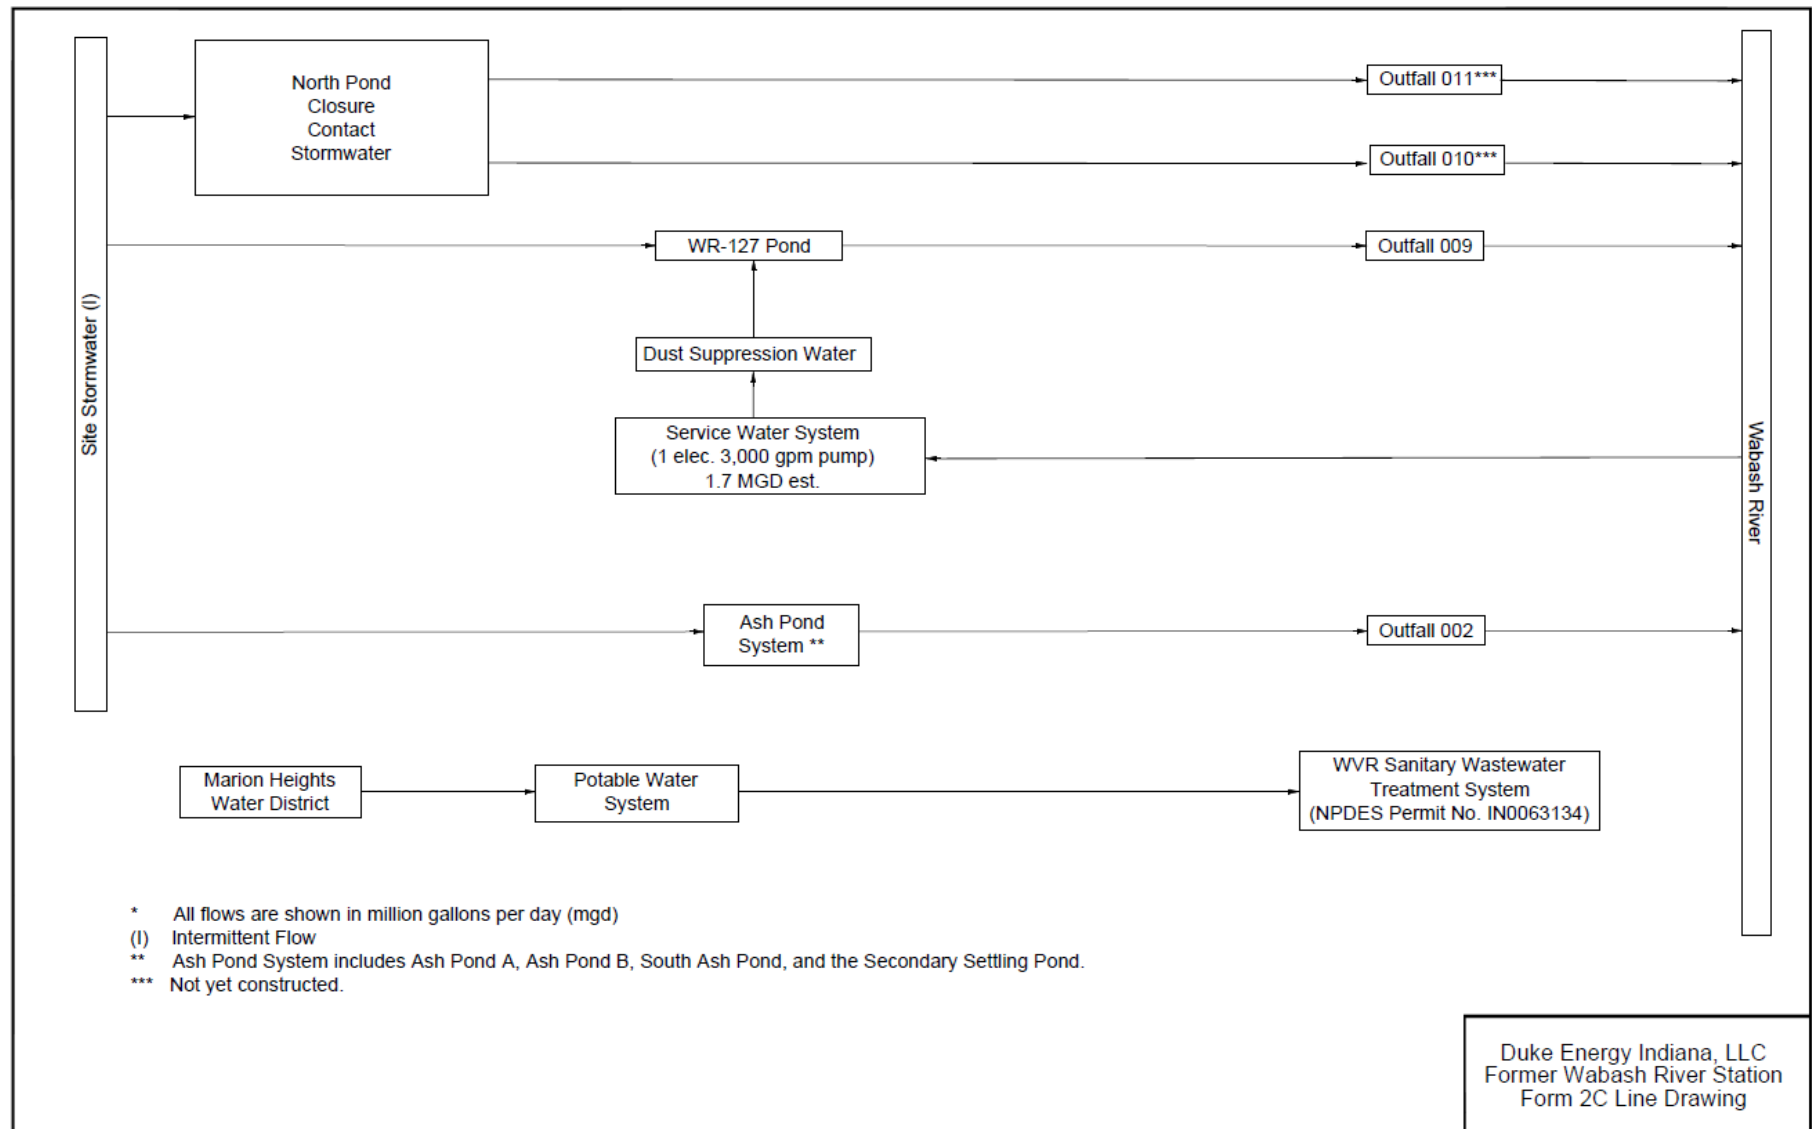 North Pond
Closure
Contact
Stormwater
Outfall 011***
Outfall 010***
WR-127 Pond
Outfall 009
Site Stormwater (I)
Dust Suppression Water
Service Water System
(1 elec. 3,000 gpm pump)
1.7 MGD est.
Wabash River
Ash Pond
System **
Outfall 002
Marion Heights
Water District
Potable Water
System
WVR Sanitary Wastewater
Treatment System
(NPDES Permit No. IN0063134)
* All flows are shown in million gallons per day (mgd)
(I) Intermittent Flow
** Ash Pond System includes Ash Pond A, Ash Pond B, South Ash Pond, and the Secondary Settling Pond.
*** Not yet constructed.
Duke Energy Indiana, LLC
Former Wabash River Station
Form 2C Line Drawing